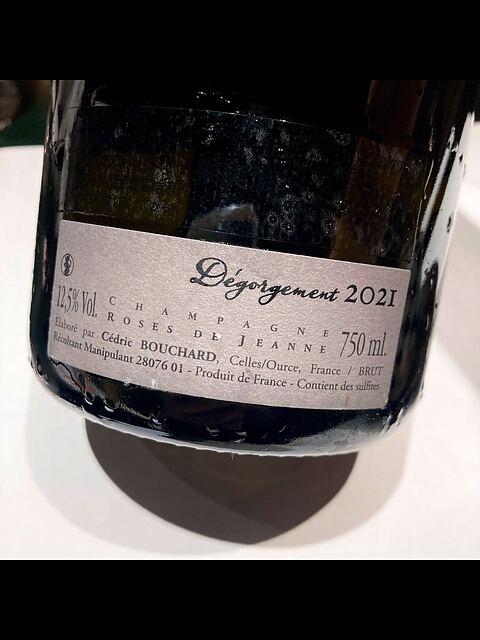 Dégorgement 2021
12,5% Vol. CHAMPAGNE
ROSES DE JEANNE 750 ml.
Elaboré par Cédric BOUCHARD, Celles/Ource, France / BRUT
Récoltant Manipulant 28076 01 - Produit de France - Contient des sulfites